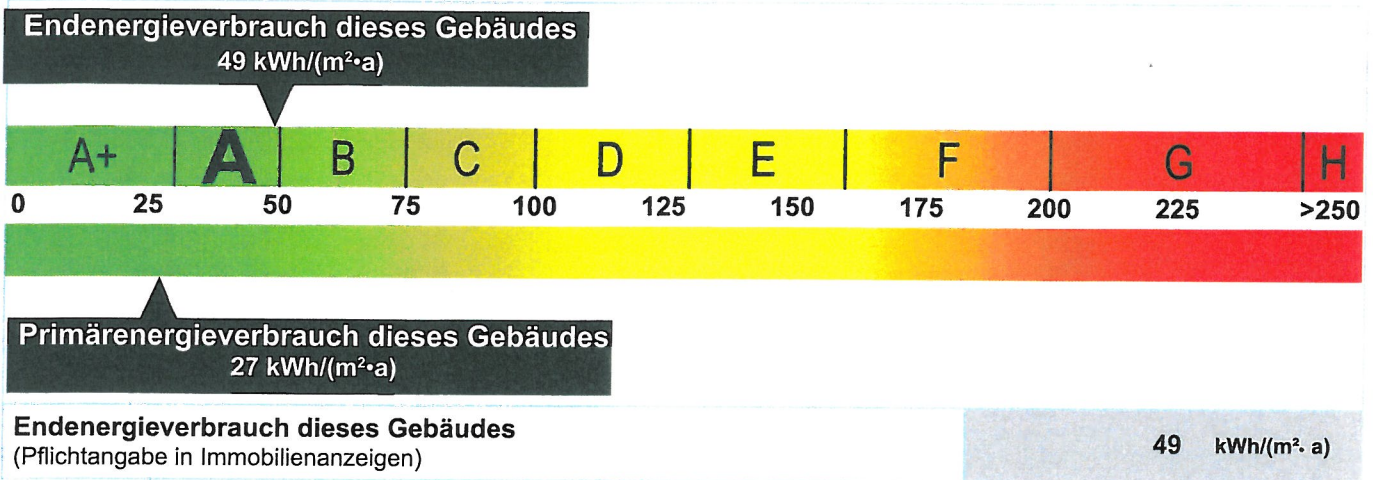 Endenergieverbrauch dieses Gebäudes
49 kWh/(m²•a)
A+ A B C D E F G H
0 25 50 75 100 125 150 175 200 225 >250
Primärenergieverbrauch dieses Gebäudes
27 kWh/(m²•a)
Endenergieverbrauch dieses Gebäudes
(Pflichtangabe in Immobilienanzeigen)
49 kWh/(m²· a)